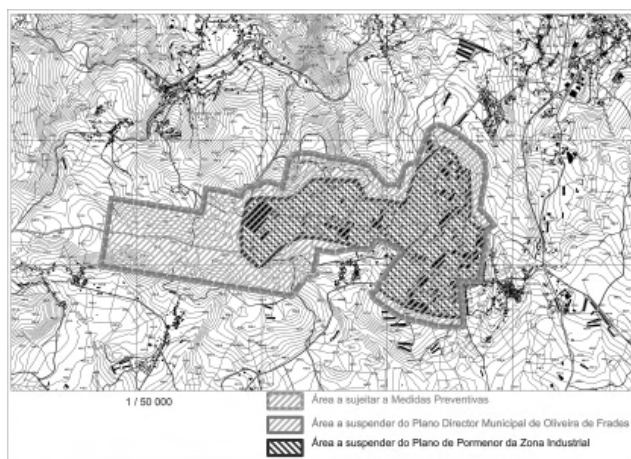 1 / 50 000
Área a sujeitar a Medidas Preventivas
Área a suspender do Plano Director Municipal de Oliveira de Frades
Área a suspender do Plano de Pormenor da Zona Industrial